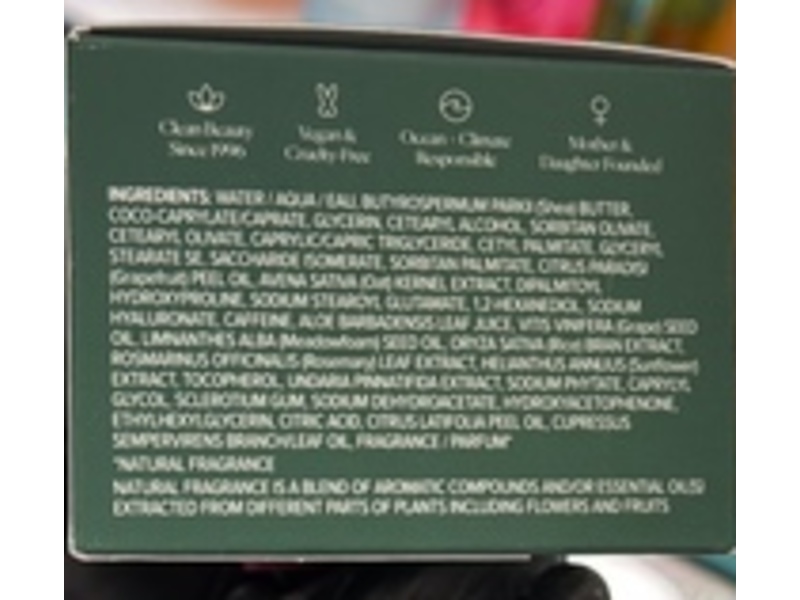 Clean Beauty
Since 1996
Vegan &
Cruelty-Free
Ocean + Climate
Responsible
Mother &
Daughter Founded
INGREDIENTS: WATER / AQUA / EAU, BUTYROSPERMUM PARKII (Shea) BUTTER,
COCO-CAPRYLATE/CAPRATE, GLYCERIN, CETEARYL ALCOHOL, SORBITAN OLIVATE,
CETEARYL OLIVATE, CAPRYLIC/CAPRIC TRIGLYCERIDE, CETYL PALMITATE, GLYCERYL
STEARATE SE, SACCHARIDE ISOMERATE, SORBITAN PALMITATE, CITRUS PARADISI
(Grapefruit) PEEL OIL, AVENA SATIVA (Oat) KERNEL EXTRACT, DIPALMITOYL
HYDROXYPROLINE, SODIUM STEAROYL GLUTAMATE, 1,2-HEXANEDIOL, SODIUM
HYALURONATE, CAFFEINE, ALOE BARBADENSIS LEAF JUICE, VITIS VINIFERA (Grape) SEED
OIL, LIMNANTHES ALBA (Meadowfoam) SEED OIL, ORYZA SATIVA (Rice) BRAN EXTRACT,
ROSMARINUS OFFICINALIS (Rosemary) LEAF EXTRACT, HELIANTHUS ANNUUS (Sunflower)
EXTRACT, TOCOPHEROL, UNDARIA PINNATIFIDA EXTRACT, SODIUM PHYTATE, CAPRYLYL
GLYCOL, SCLEROTIUM GUM, SODIUM DEHYDROACETATE, HYDROXYACETOPHENONE,
ETHYLHEXYLGLYCERIN, CITRIC ACID, CITRUS LATIFOLIA PEEL OIL, CUPRESSUS
SEMPERVIRENS BRANCH/LEAF OIL, FRAGRANCE / PARFUM*
*NATURAL FRAGRANCE
NATURAL FRAGRANCE IS A BLEND OF AROMATIC COMPOUNDS AND/OR ESSENTIAL OIL(S)
EXTRACTED FROM DIFFERENT PARTS OF PLANTS INCLUDING FLOWERS AND FRUITS